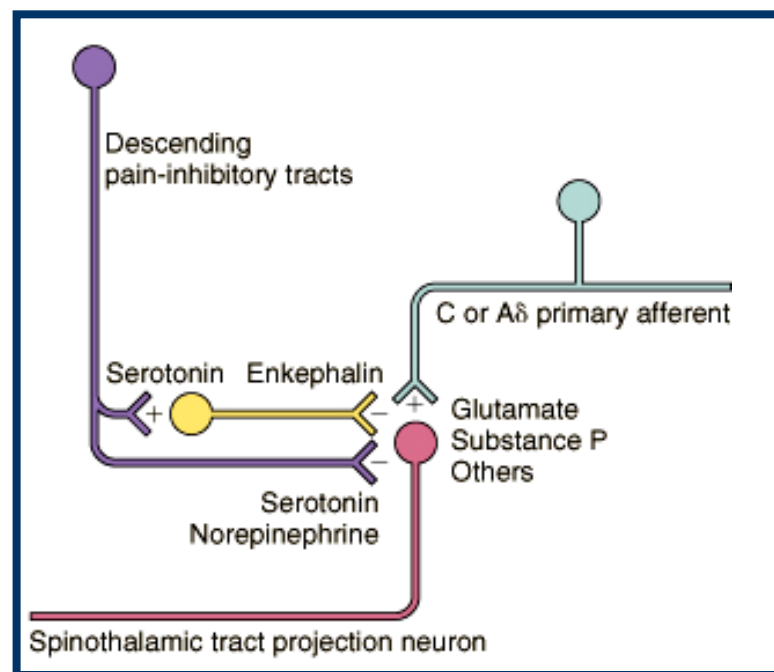 Descending
pain-inhibitory tracts
C or Aδ primary afferent
Serotonin
Enkephalin
+
−
+
Glutamate
Substance P
Others
−
Serotonin
Norepinephrine
Spinothalamic tract projection neuron